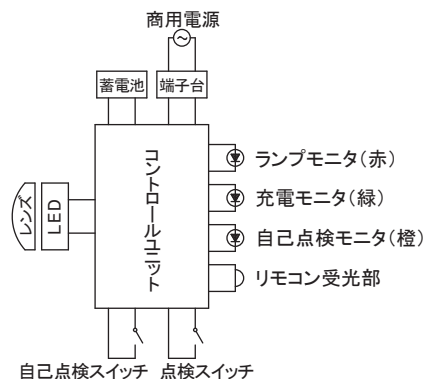 商用電源
蓄電池
端子台
レンズ
LED
コントロールユニット
ランプモニタ(赤)
充電モニタ(緑)
自己点検モニタ(橙)
リモコン受光部
自己点検スイッチ
点検スイッチ